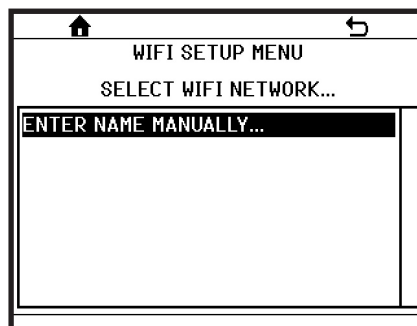 WIFI SETUP MENU
SELECT WIFI NETWORK...
ENTER NAME MANUALLY...